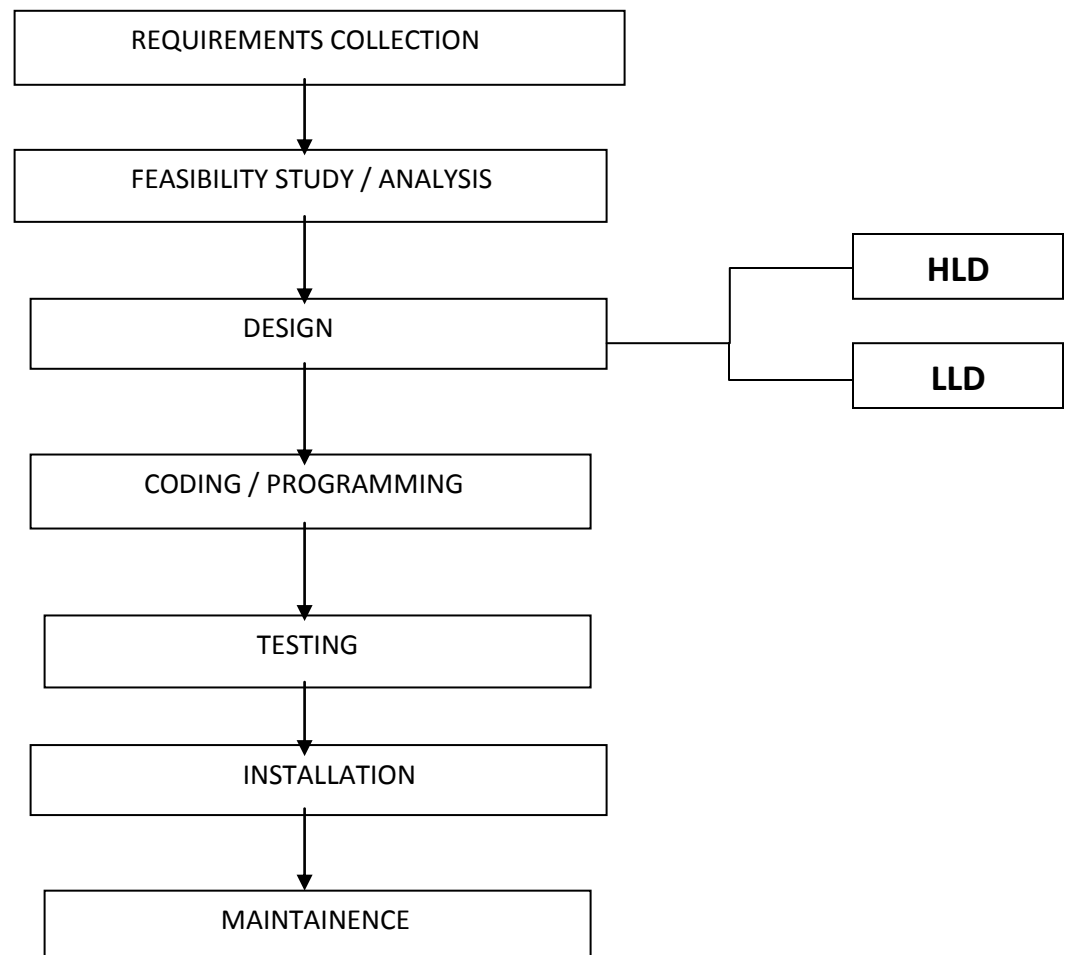 REQUIREMENTS COLLECTION
FEASIBILITY STUDY / ANALYSIS
HLD
DESIGN
LLD
CODING / PROGRAMMING
TESTING
INSTALLATION
MAINTAINENCE